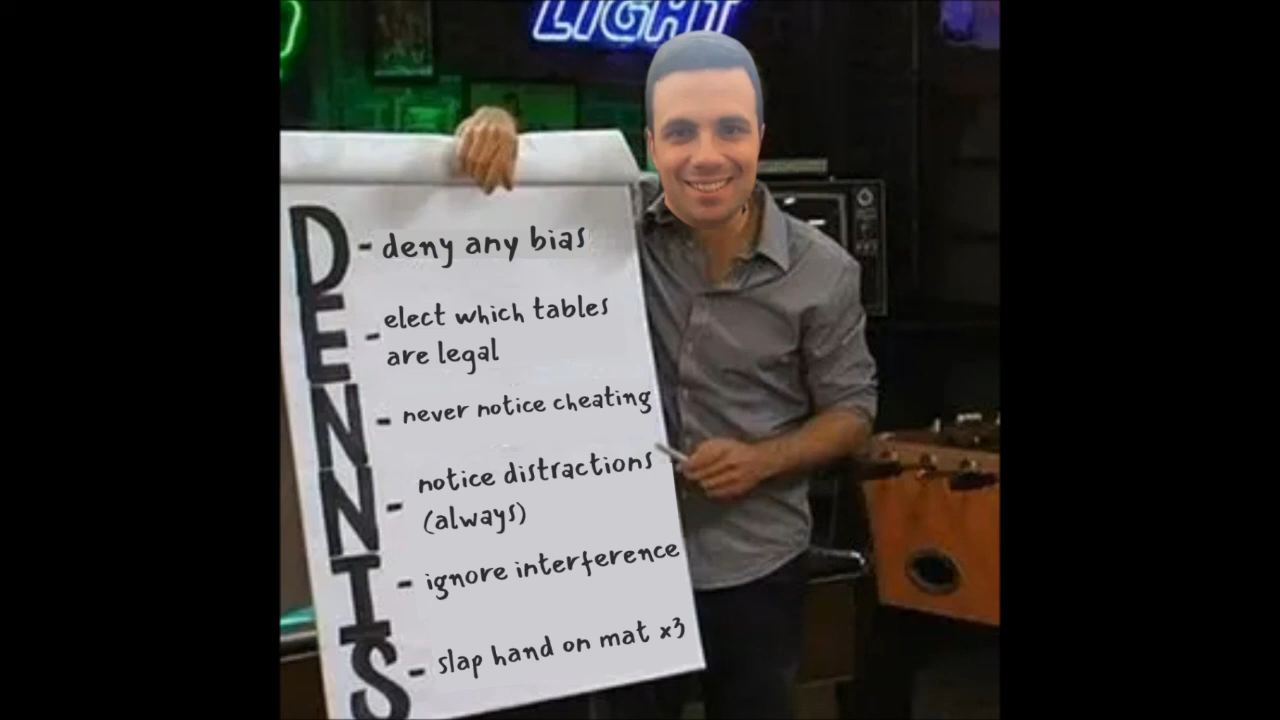 LIGHT
DENNIS
- deny any bias
- elect which tables
are legal
- never notice cheating
- notice distractions
(always)
- ignore interference
- slap hand on mat x3